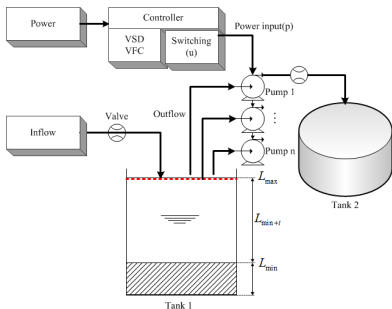 Power
Controller
VSD
VFC
Switching
(u)
Power input(p)
Pump 1
Outflow
Valve
Inflow
⋮
Pump n
Tank 2
L_max
L_min+t
L_min
Tank 1